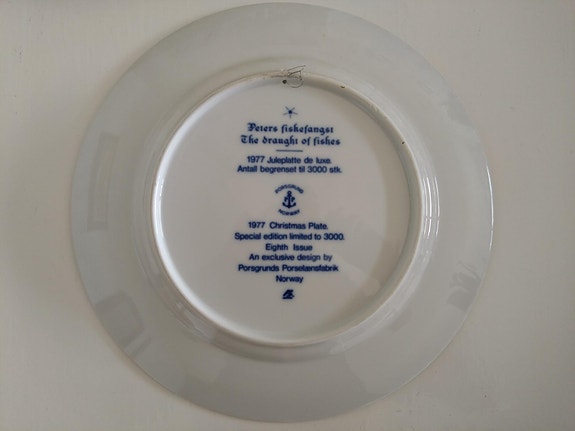 Peters fiskefangst
The draught of fishes
1977 Juleplatte de luxe.
Antall begrenset til 3000 stk.
PORSGRUND
NORWAY
1977 Christmas Plate.
Special edition limited to 3000.
Eighth Issue
An exclusive design by
Porsgrunds Porselænsfabrik
Norway